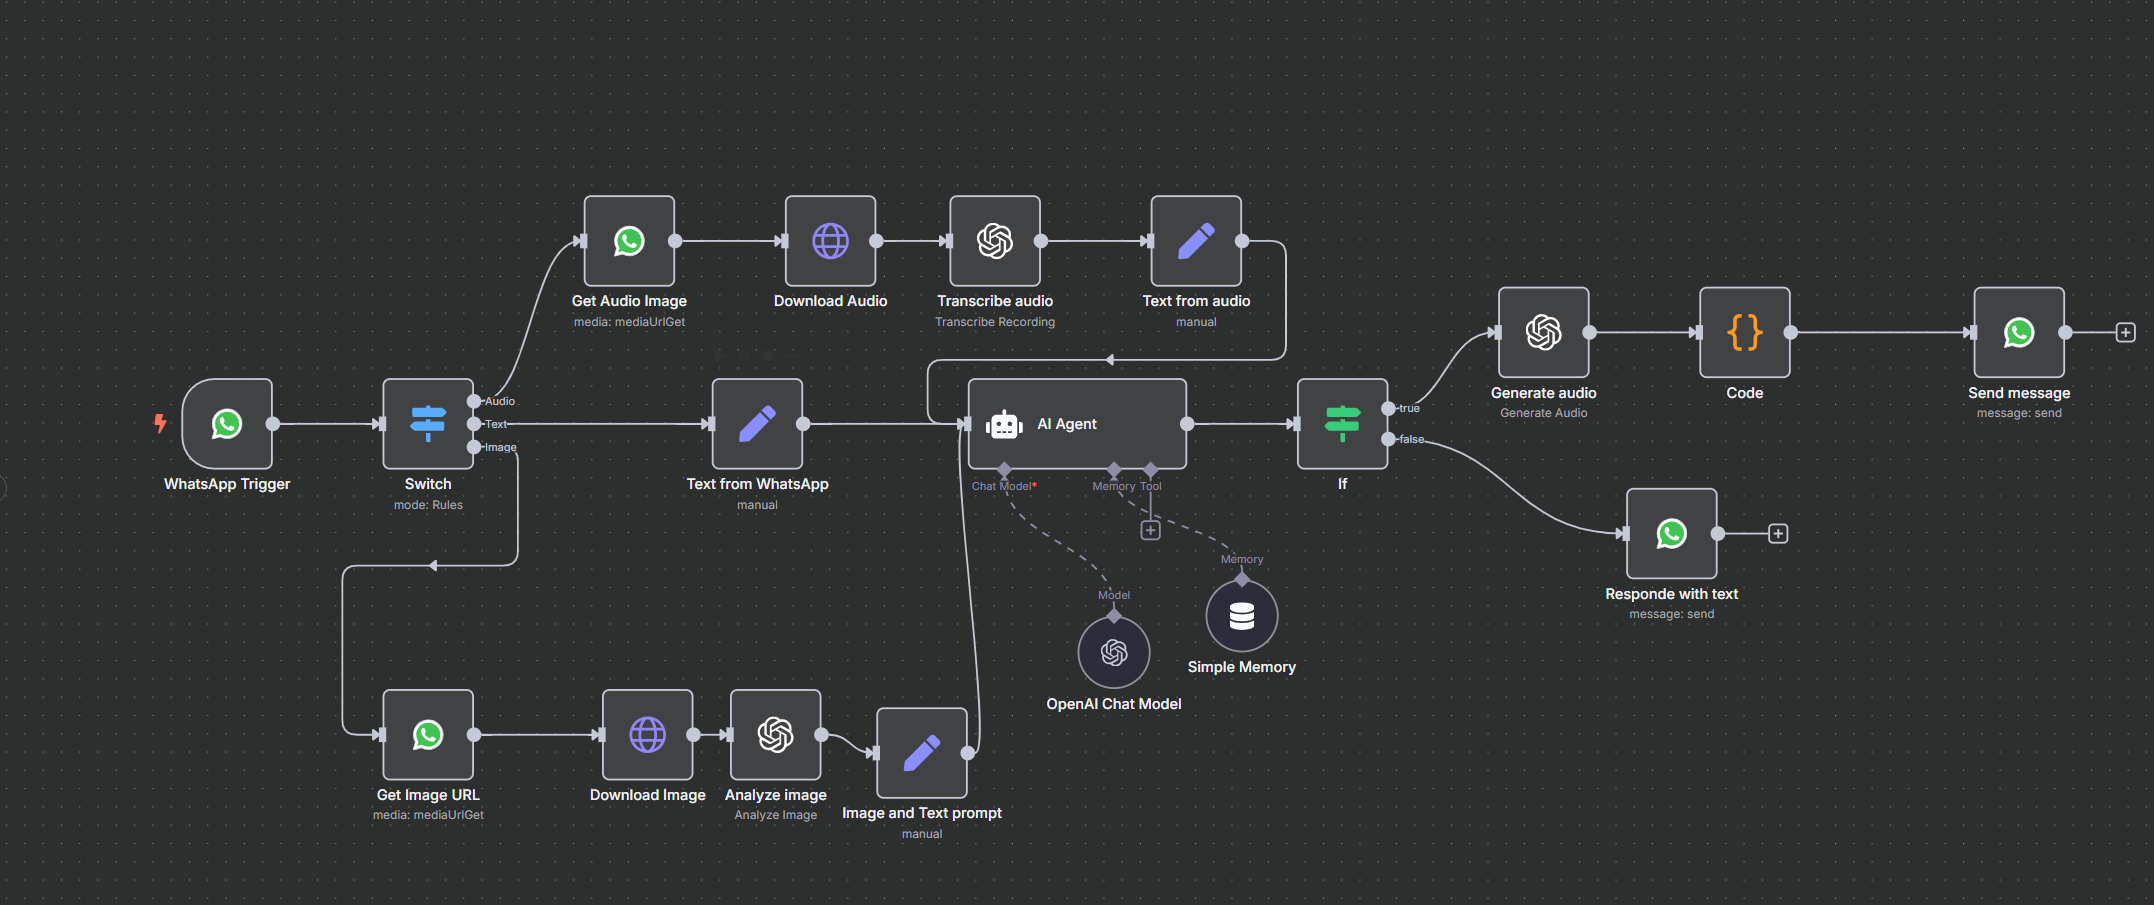 Get Audio Image
media: mediaUrlGet
Download Audio
Transcribe audio
Transcribe Recording
Text from audio
manual
WhatsApp Trigger
Switch
mode: Rules
Audio
Text
Image
Text from WhatsApp
manual
AI Agent
Chat Model*
Memory
Tool
If
true
false
Generate audio
Generate Audio
Code
Send message
message: send
Responde with text
message: send
Memory
Simple Memory
Model
OpenAI Chat Model
Get Image URL
media: mediaUrlGet
Download Image
Analyze image
Analyze Image
Image and Text prompt
manual